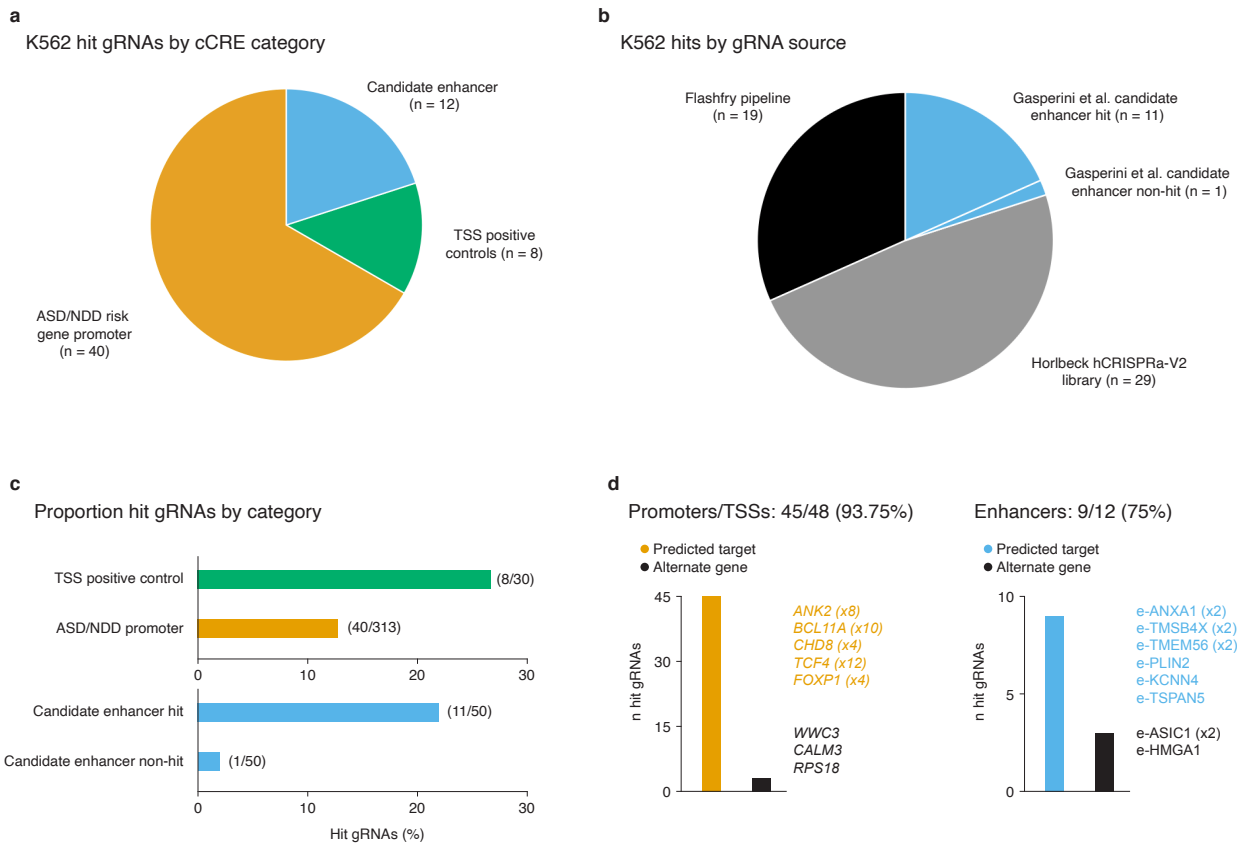 a
K562 hit gRNAs by cCRE category
Candidate enhancer
(n = 12)
TSS positive
controls (n = 8)
ASD/NDD risk
gene promoter
(n = 40)
b
K562 hits by gRNA source
Flashfry pipeline
(n = 19)
Gasperini et al. candidate
enhancer hit (n = 11)
Gasperini et al. candidate
enhancer non-hit (n = 1)
Horlbeck hCRISPRa-V2
library (n = 29)
c
Proportion hit gRNAs by category
TSS positive control
(8/30)
ASD/NDD promoter
(40/313)
0 10 20 30
Candidate enhancer hit
(11/50)
Candidate enhancer non-hit
(1/50)
0 10 20 30
Hit gRNAs (%)
d
Promoters/TSSs: 45/48 (93.75%)
Predicted target
Alternate gene
45
30
15
0
n hit gRNAs
ANK2 (x8)
BCL11A (x10)
CHD8 (x4)
TCF4 (x12)
FOXP1 (x4)
WWC3
CALM3
RPS18
Enhancers: 9/12 (75%)
Predicted target
Alternate gene
10
5
0
n hit gRNAs
e-ANXA1 (x2)
e-TMSB4X (x2)
e-TMEM56 (x2)
e-PLIN2
e-KCNN4
e-TSPAN5
e-ASIC1 (x2)
e-HMGA1